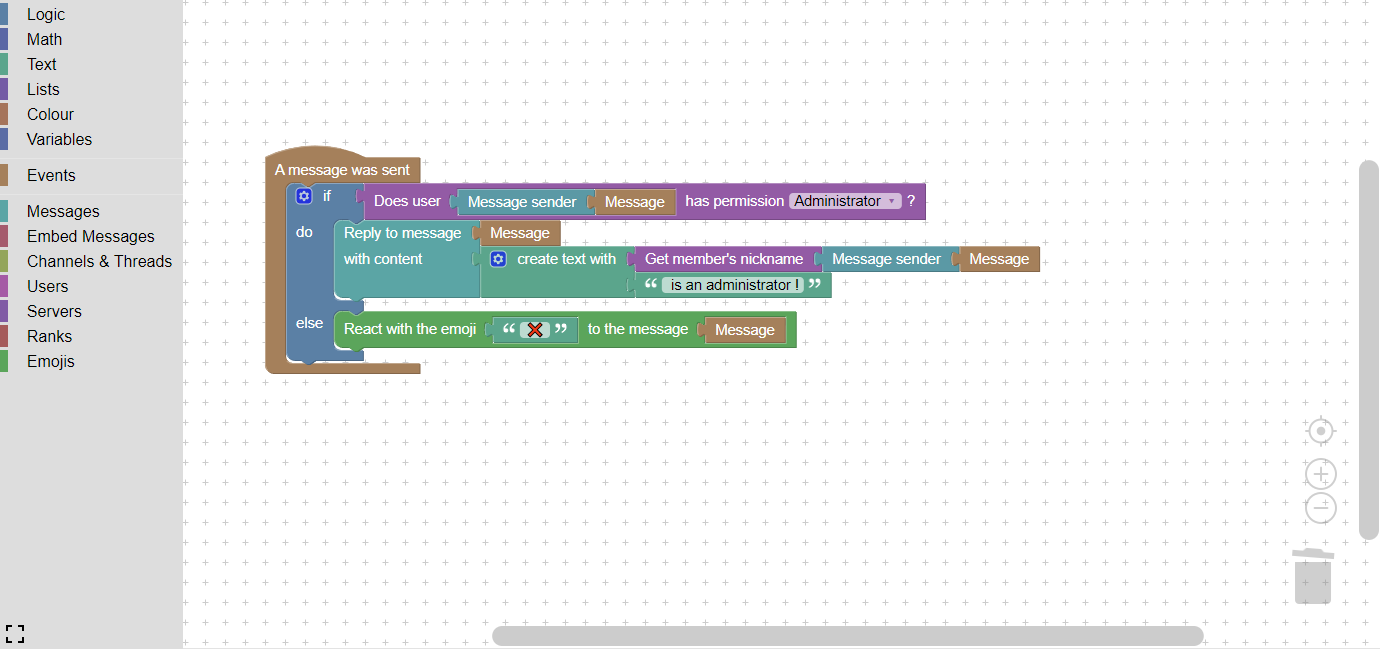 Logic
Math
Text
Lists
Colour
Variables
Events
Messages
Embed Messages
Channels & Threads
Users
Servers
Ranks
Emojis
A message was sent
if Does user Message sender Message has permission Administrator ?
do Reply to message Message
with content create text with Get member's nickname Message sender Message
“ is an administrator ! ”
else React with the emoji “ ❌ ” to the message Message